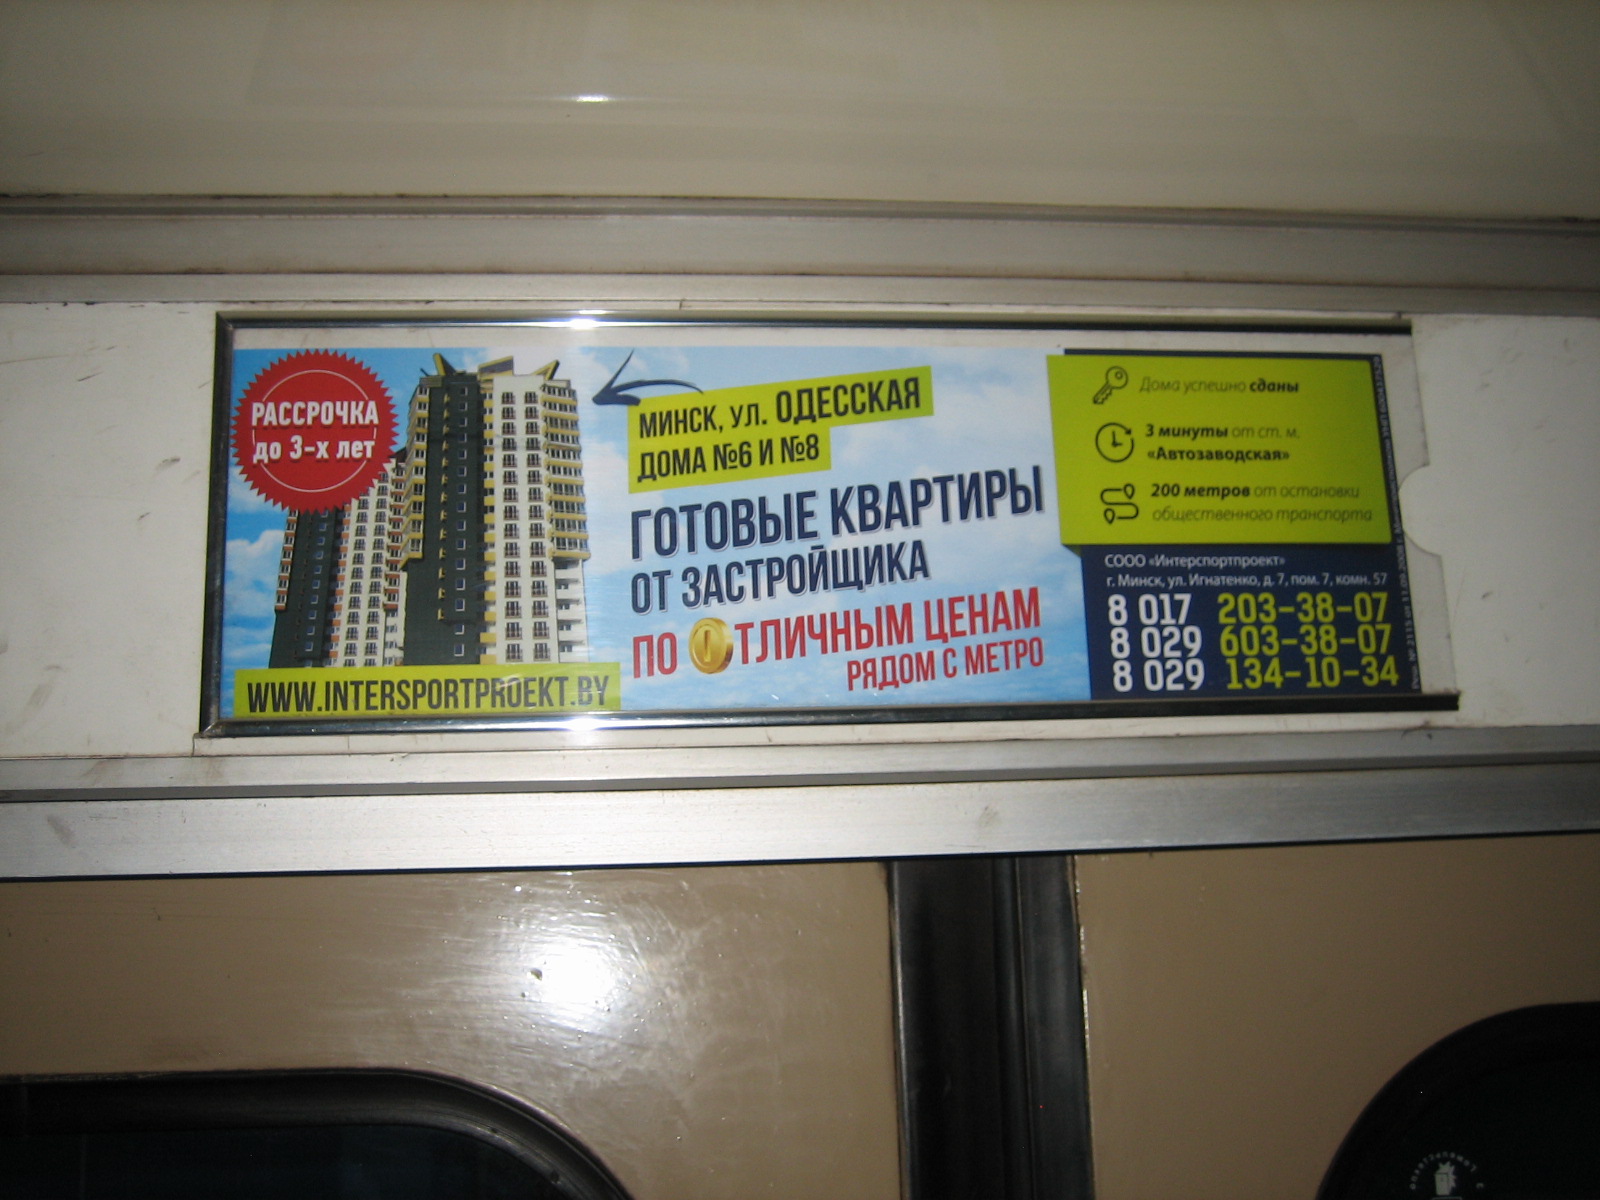 РАССРОЧКА
до 3-х лет
WWW.INTERSPORTPROEKT.BY
МИНСК, УЛ. ОДЕССКАЯ
ДОМА №6 И №8
ГОТОВЫЕ КВАРТИРЫ
ОТ ЗАСТРОЙЩИКА
ПО ОТЛИЧНЫМ ЦЕНАМ
РЯДОМ С МЕТРО
Дома успешно сданы
3 минуты от ст. м.
«Автозаводская»
200 метров от остановки
общественного транспорта
СООО «Интерспортпроект»
г. Минск, ул. Игнатенко, д. 7, пом. 7, комн. 57
8 017 203-38-07
8 029 603-38-07
8 029 134-10-34